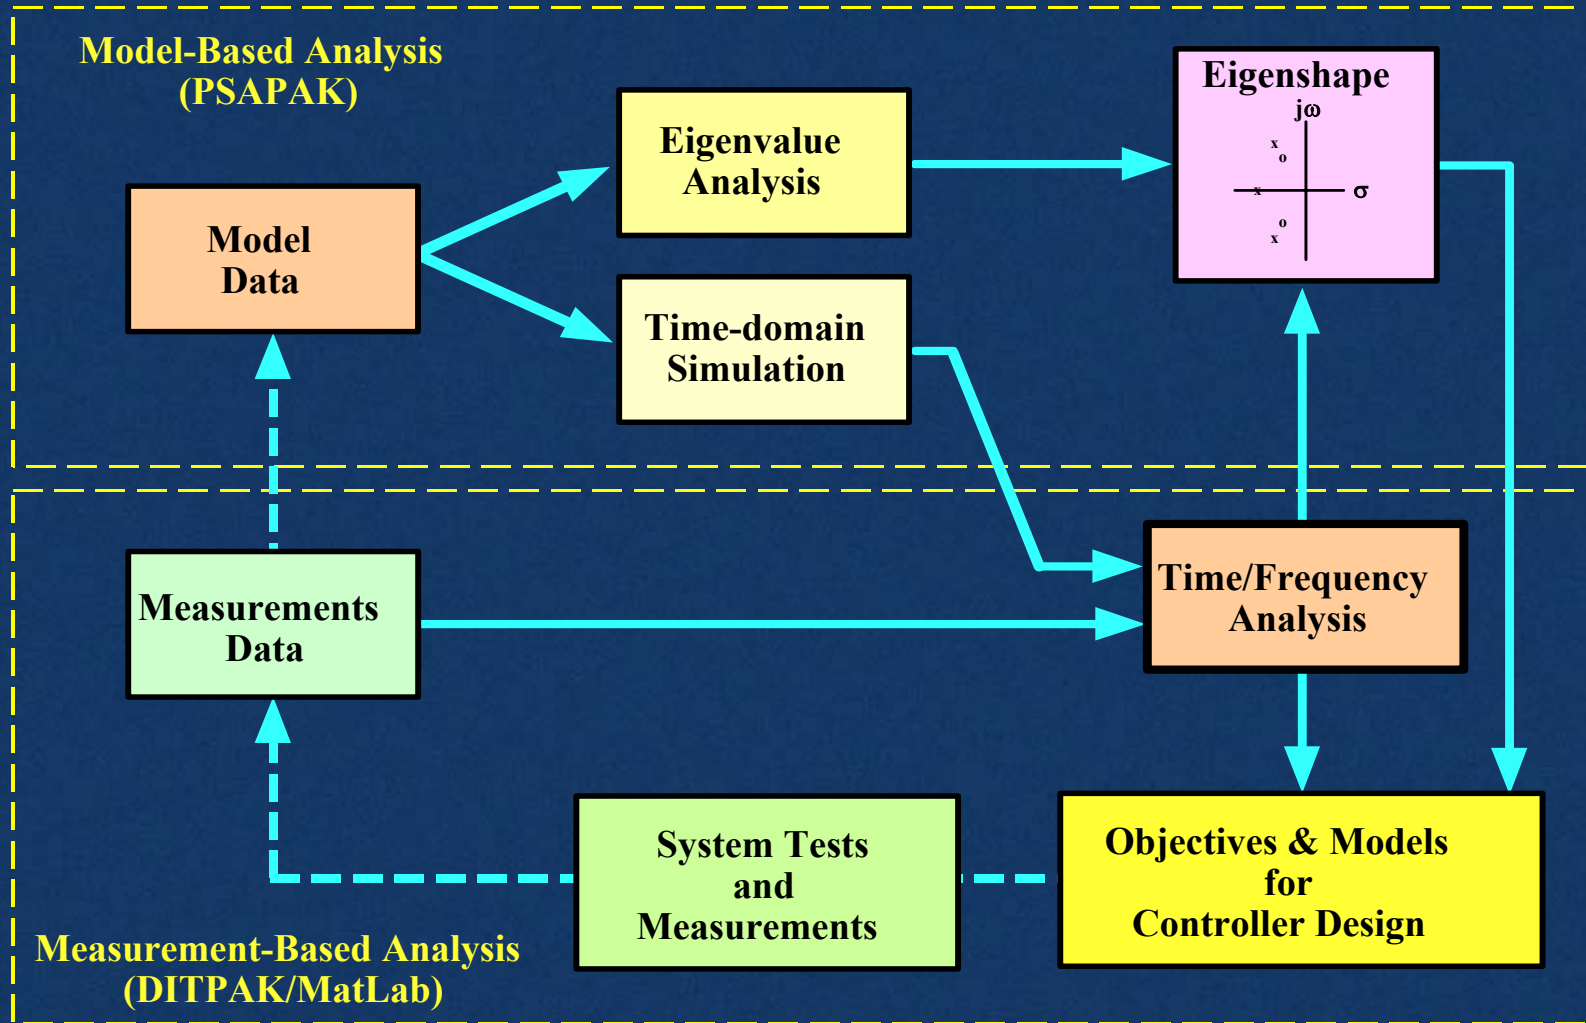 Model-Based Analysis
(PSAPAK)
Eigenvalue
Analysis
Eigenshape
jω
x
o
x
σ
o
x
Model
Data
Time-domain
Simulation
Measurements
Data
Time/Frequency
Analysis
System Tests
and
Measurements
Objectives & Models
for
Controller Design
Measurement-Based Analysis
(DITPAK/MatLab)